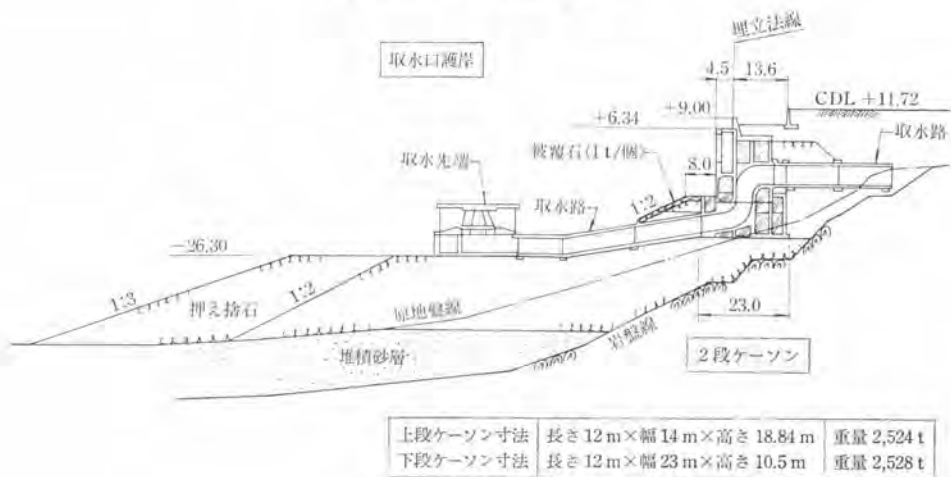 埋立法線
取水口護岸
4.5 13.6
CDL +11.72
+9.00
+6.34
取水路
被覆石(1t/個)
取水先端
8.0
1:2
取水路
-26.30
1:3
1:2
押え捨石
原地盤線
23.0
岩盤線
堆積砂層
2段ケーソン
上段ケーソン寸法 長さ12m×幅14m×高さ18.84m 重量2,524t
下段ケーソン寸法 長さ12m×幅23m×高さ10.5m 重量2,528t